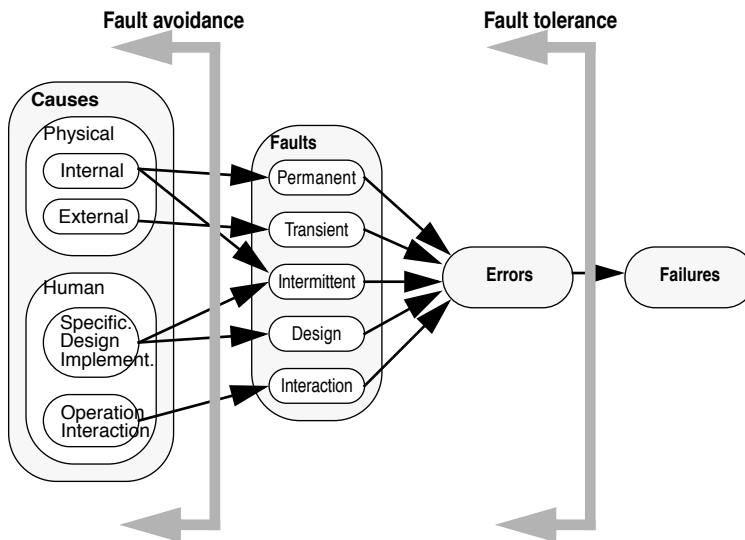 Fault avoidance
Fault tolerance
Causes
Physical
Internal
External
Human
Specific.
Design
Implement.
Operation
Interaction
Faults
Permanent
Transient
Intermittent
Design
Interaction
Errors
Failures